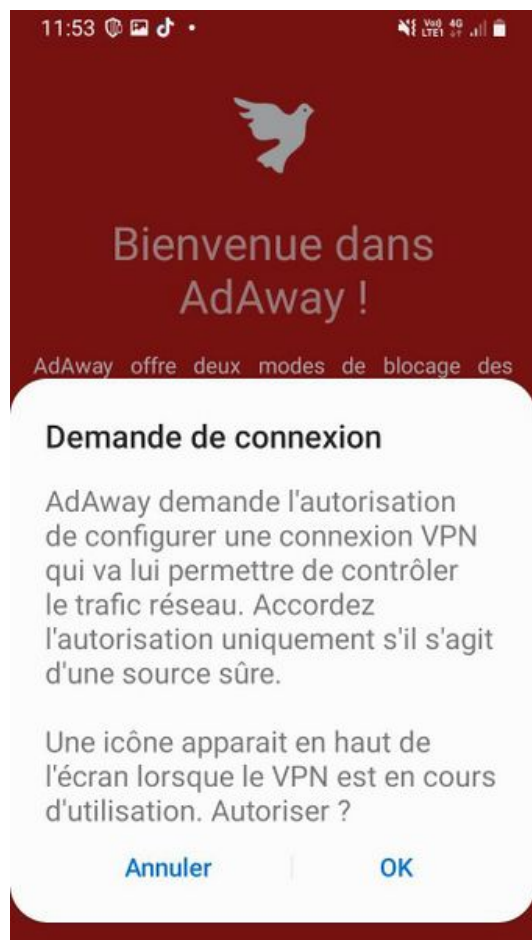 11:53
Vo) 4G
LTE1
Bienvenue dans
AdAway !
AdAway offre deux modes de blocage des
Demande de connexion
AdAway demande l'autorisation
de configurer une connexion VPN
qui va lui permettre de contrôler
le trafic réseau. Accordez
l'autorisation uniquement s'il s'agit
d'une source sûre.
Une icône apparait en haut de
l'écran lorsque le VPN est en cours
d'utilisation. Autoriser ?
Annuler
OK